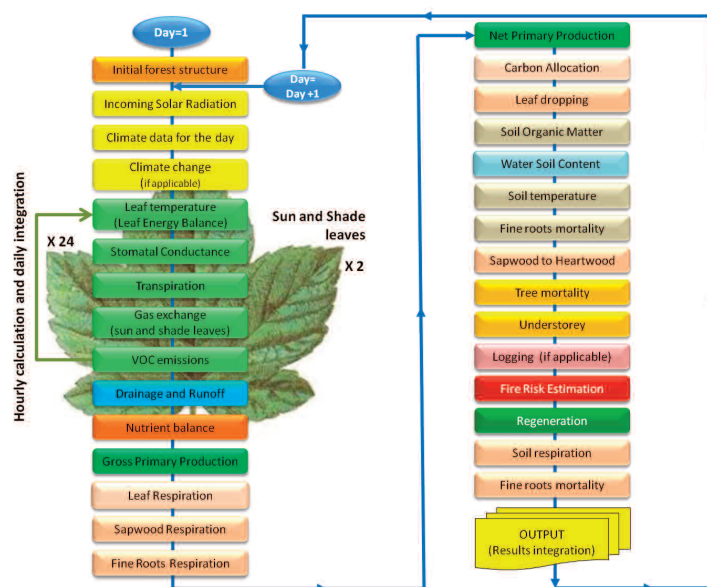 Day=1
Initial forest structure
Day=
Day +1
Incoming Solar Radiation
Climate data for the day
Climate change
(if applicable)
Hourly calculation and daily integration
X 24
Leaf temperature
(Leaf Energy Balance)
Sun and Shade
leaves
X 2
Stomatal Conductance
Transpiration
Gas exchange
(sun and shade leaves)
VOC emissions
Drainage and Runoff
Nutrient balance
Gross Primary Production
Leaf Respiration
Sapwood Respiration
Fine Roots Respiration
Net Primary Production
Carbon Allocation
Leaf dropping
Soil Organic Matter
Water Soil Content
Soil temperature
Fine roots mortality
Sapwood to Heartwood
Tree mortality
Understorey
Logging (if applicable)
Fire Risk Estimation
Regeneration
Soil respiration
Fine roots mortality
OUTPUT
(Results integration)